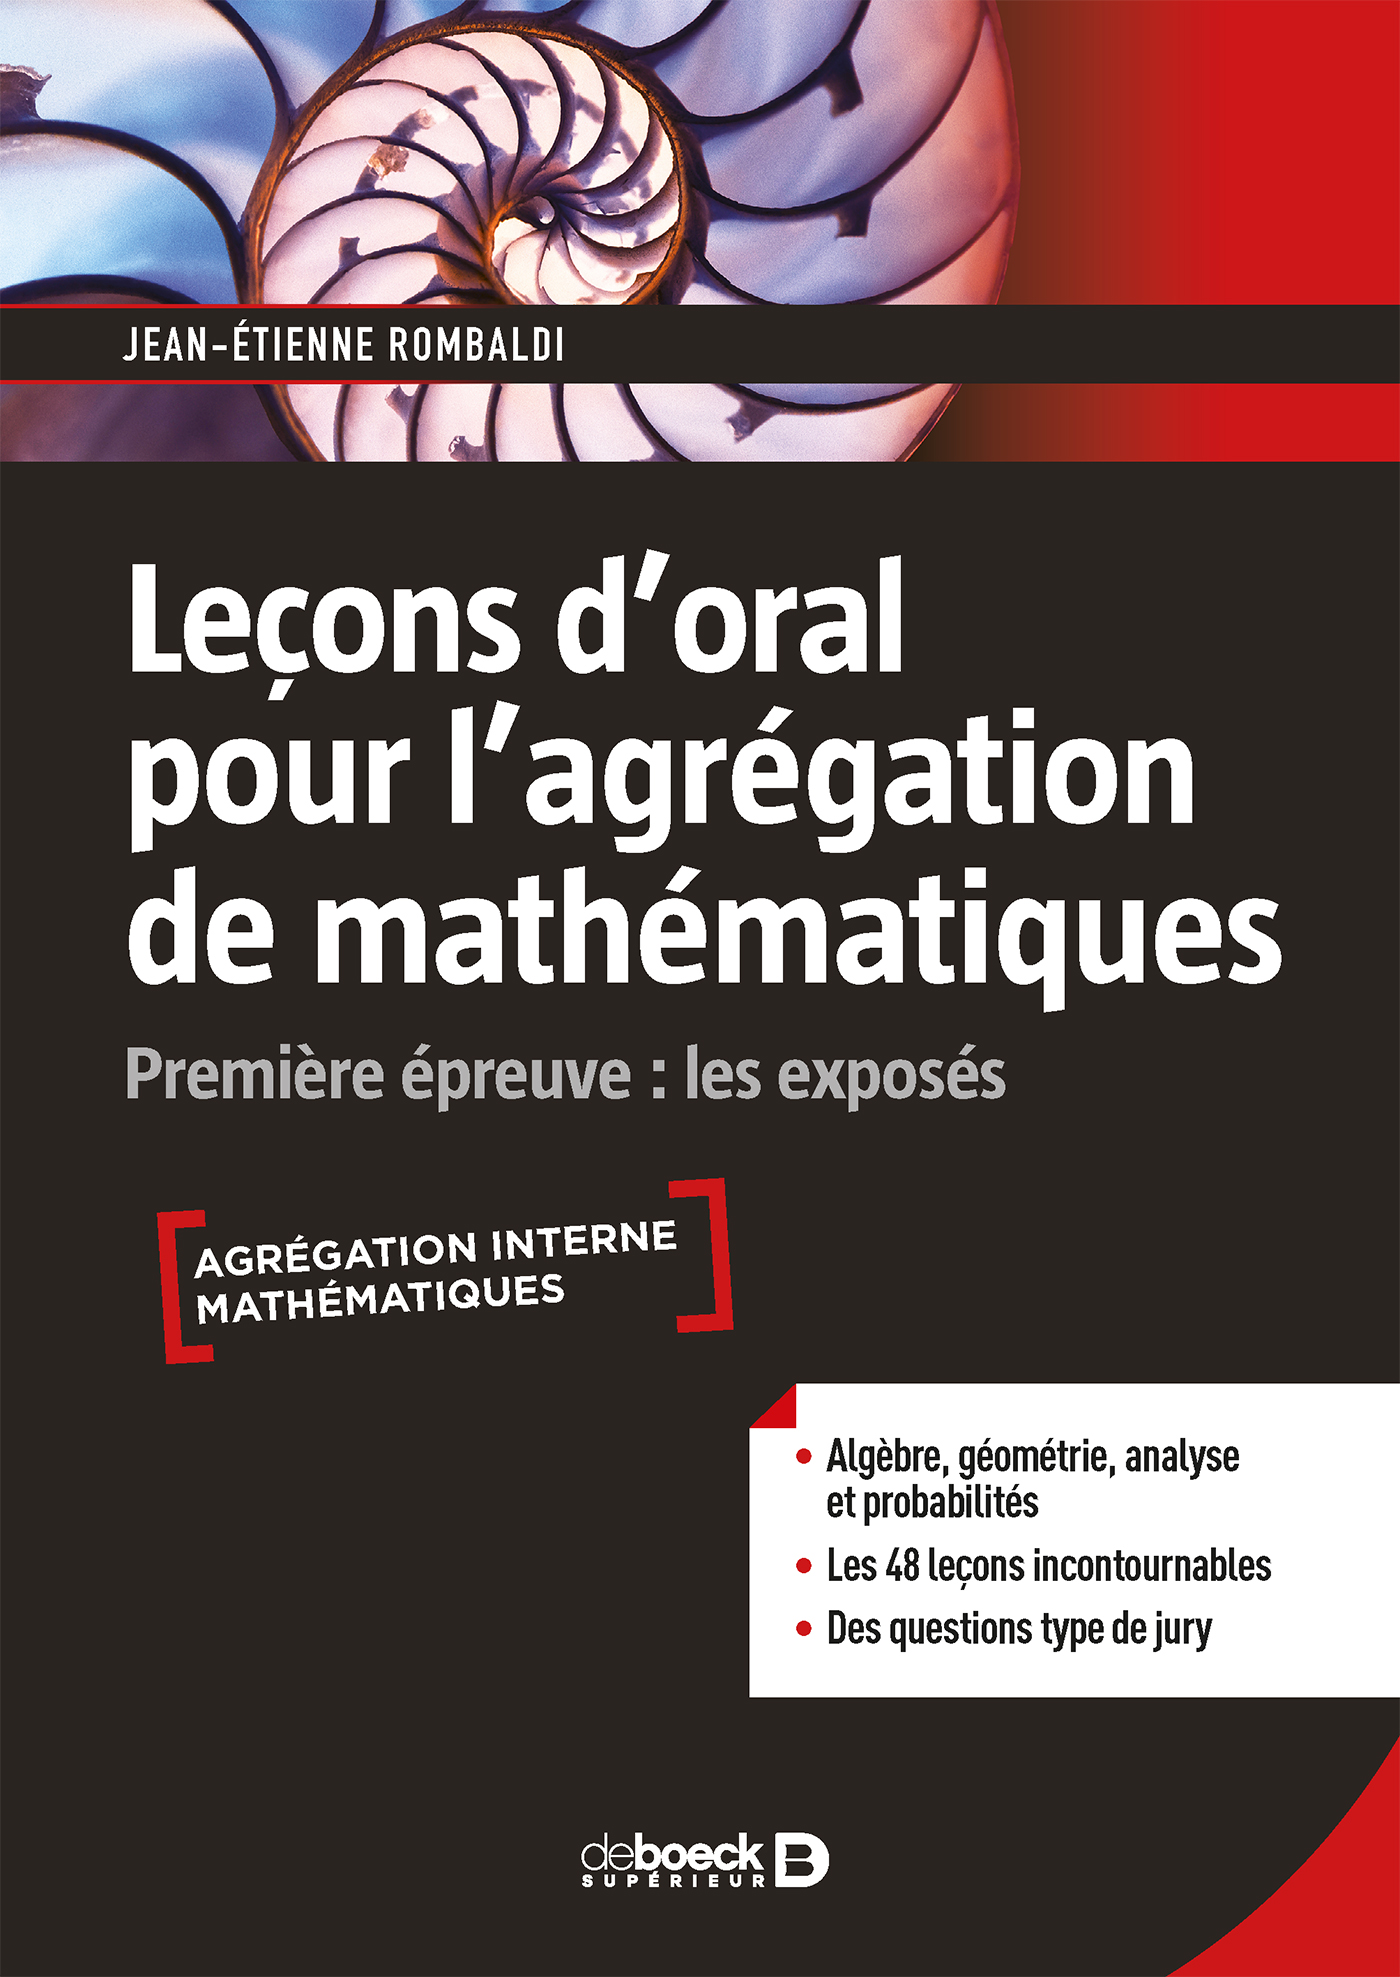 JEAN-ÉTIENNE ROMBALDI
Leçons d’oral
pour l’agrégation
de mathématiques
Première épreuve : les exposés
AGRÉGATION INTERNE
MATHÉMATIQUES
• Algèbre, géométrie, analyse
et probabilités
• Les 48 leçons incontournables
• Des questions type de jury
deboeck B
SUPÉRIEUR